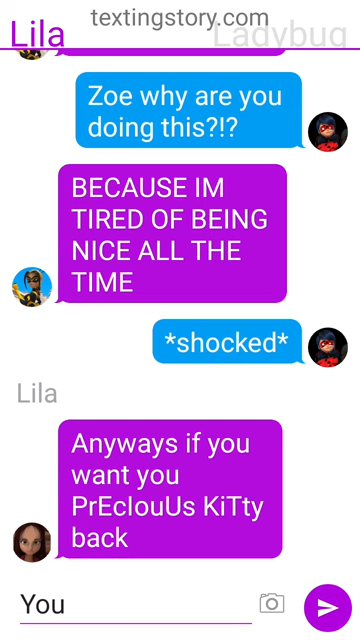 textingstory.com
Lila
Ladybug
Zoe why are you
doing this?!?
BECAUSE IM
TIRED OF BEING
NICE ALL THE
TIME
*shocked*
Lila
Anyways if you
want you
PrEcIouUs KiTty
back
You